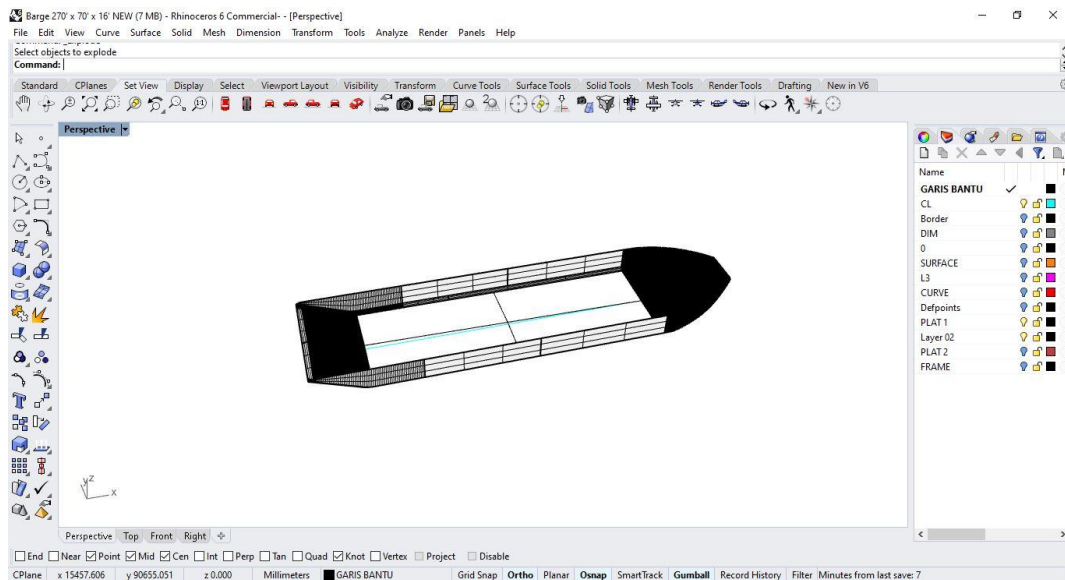 Barge 270' x 70' x 16' NEW (7 MB) - Rhinoceros 6 Commercial- - [Perspective]
File Edit View Curve Surface Solid Mesh Dimension Transform Tools Analyze Render Panels Help
Select objects to explode
Command:
Standard CPlanes Set View Display Select Viewport Layout Visibility Transform Curve Tools Surface Tools Solid Tools Mesh Tools Render Tools Drafting New in V6
Perspective
Name
GARIS BANTU
CL
Border
DIM
0
SURFACE
L3
CURVE
Defpoints
PLAT 1
Layer 02
PLAT 2
FRAME
z
y
x
Perspective Top Front Right
End Near Point Mid Cen Int Perp Tan Quad Knot Vertex Project Disable
CPlane x 15457.606 y 90655.051 z 0.000 Millimeters GARIS BANTU Grid Snap Ortho Planar Osnap SmartTrack Gumball Record History Filter Minutes from last save: 7